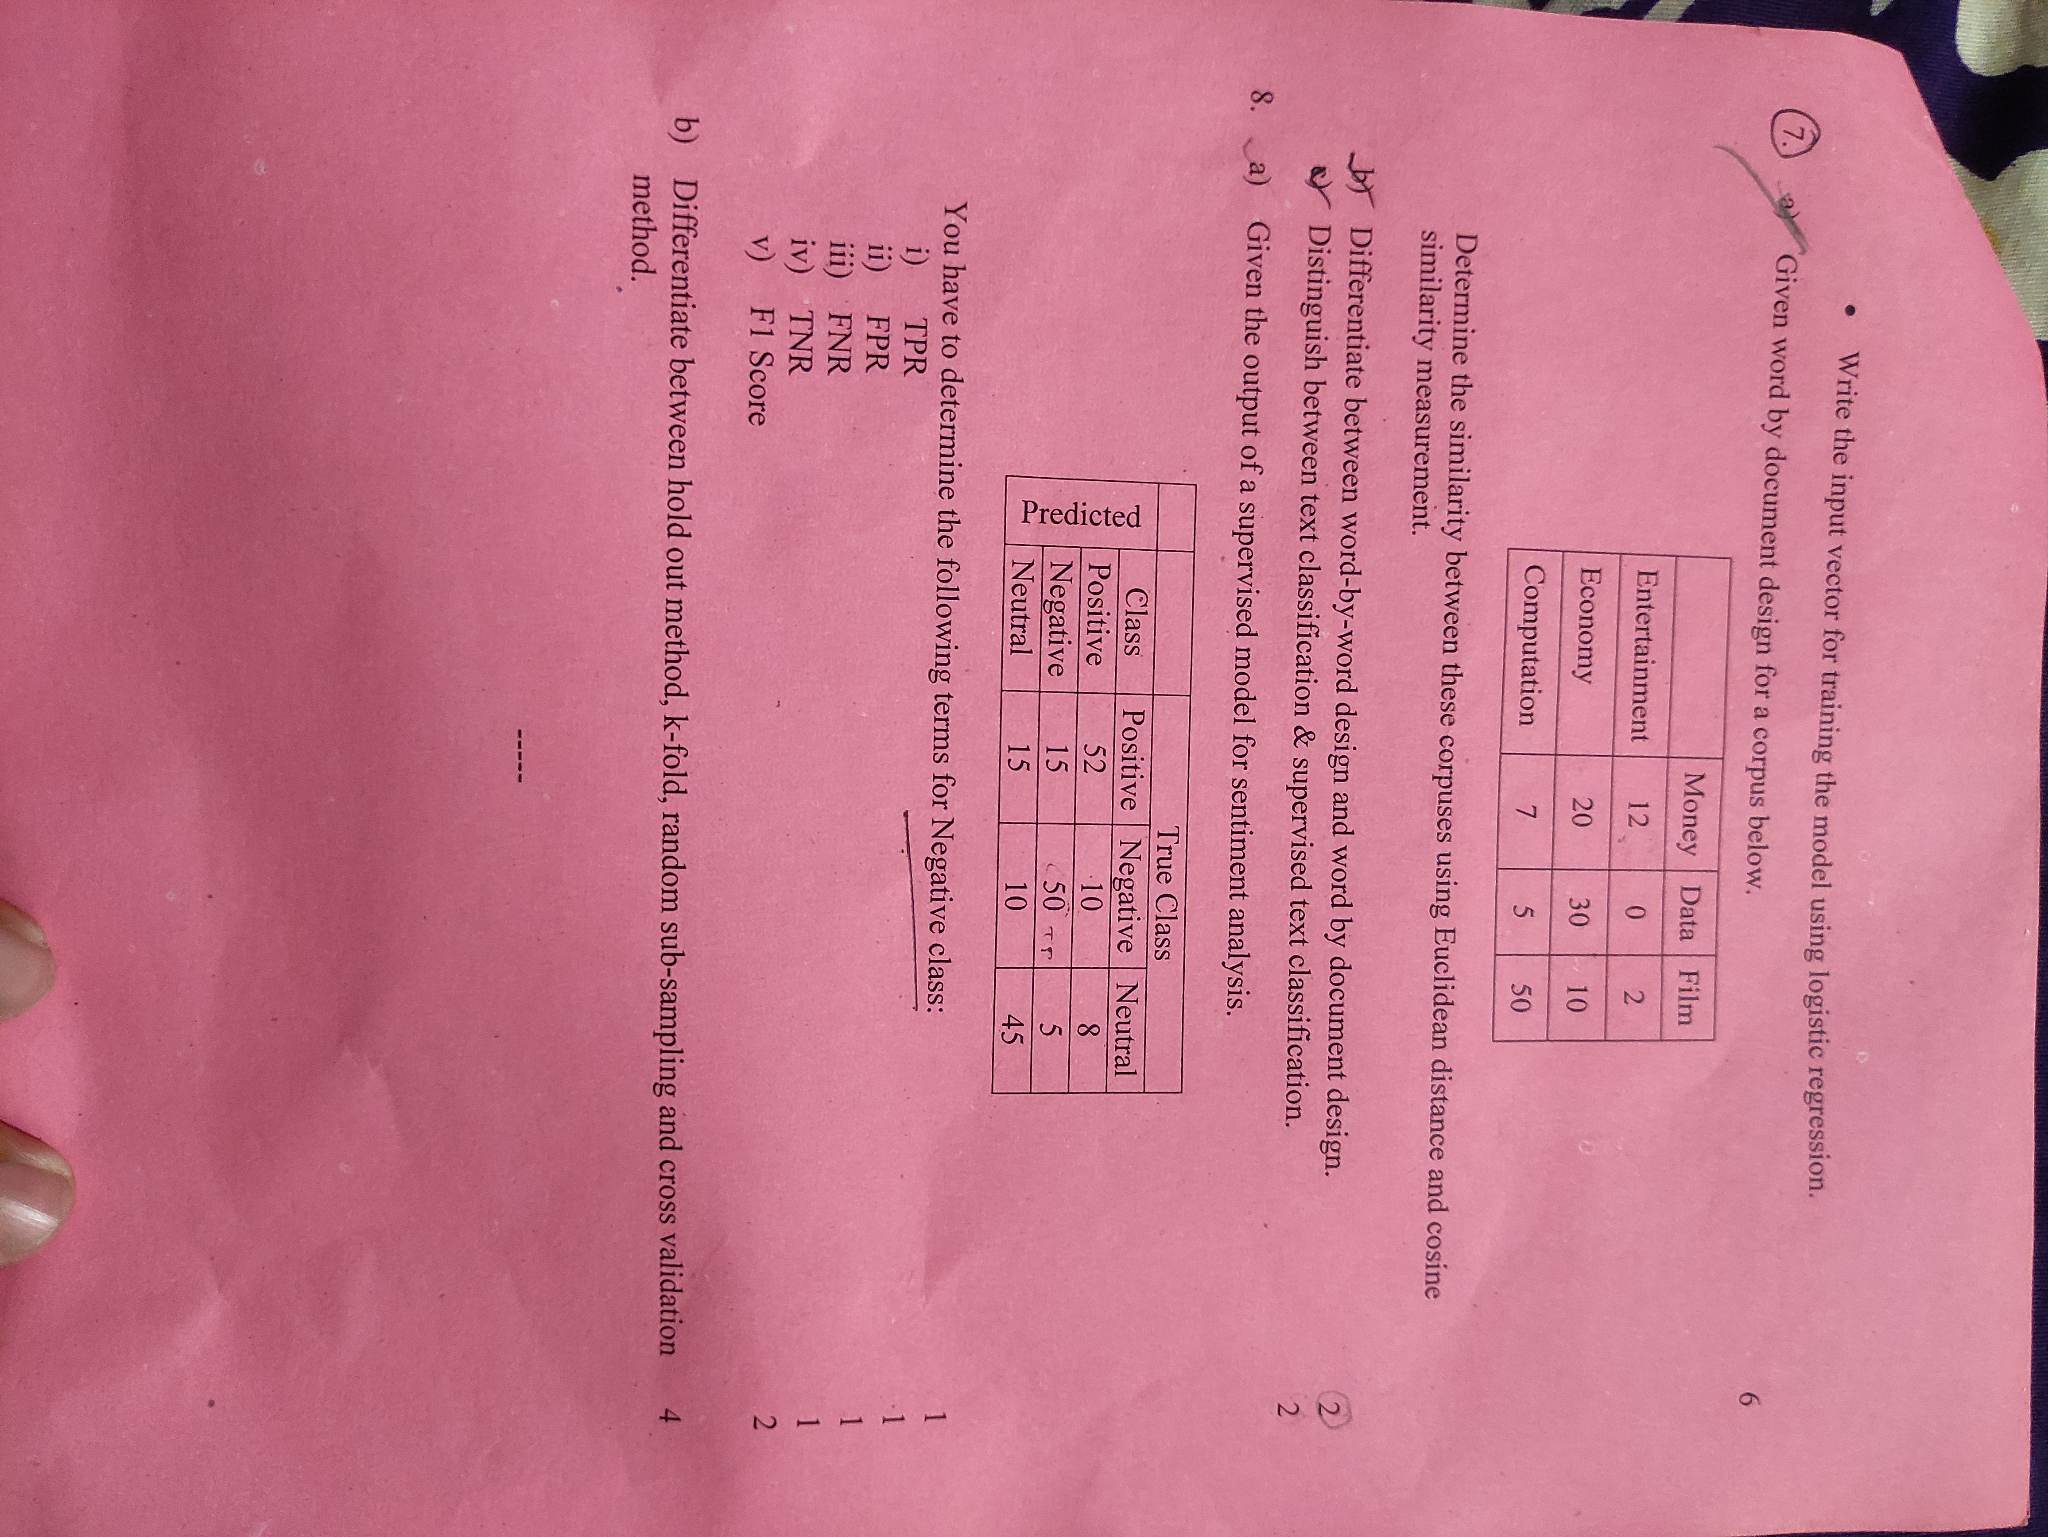 • Write the input vector for training the model using logistic regression.
7. a) Given word by document design for a corpus below. 6
Money Data Film
Entertainment 12 0 2
Economy 20 30 10
Computation 7 5 50
Determine the similarity between these corpuses using Euclidean distance and cosine
similarity measurement.
b) Differentiate between word-by-word design and word by document design. 2
c) Distinguish between text classification & supervised text classification. 2
8. a) Given the output of a supervised model for sentiment analysis.
True Class
Predicted
Class Positive Negative Neutral
Positive 52 10 8
Negative 15 50 5
Neutral 15 10 45
You have to determine the following terms for Negative class:
i) TPR 1
ii) FPR 1
iii) FNR 1
iv) TNR 1
v) F1 Score 2
b) Differentiate between hold out method, k-fold, random sub-sampling and cross validation 4
method.
-----